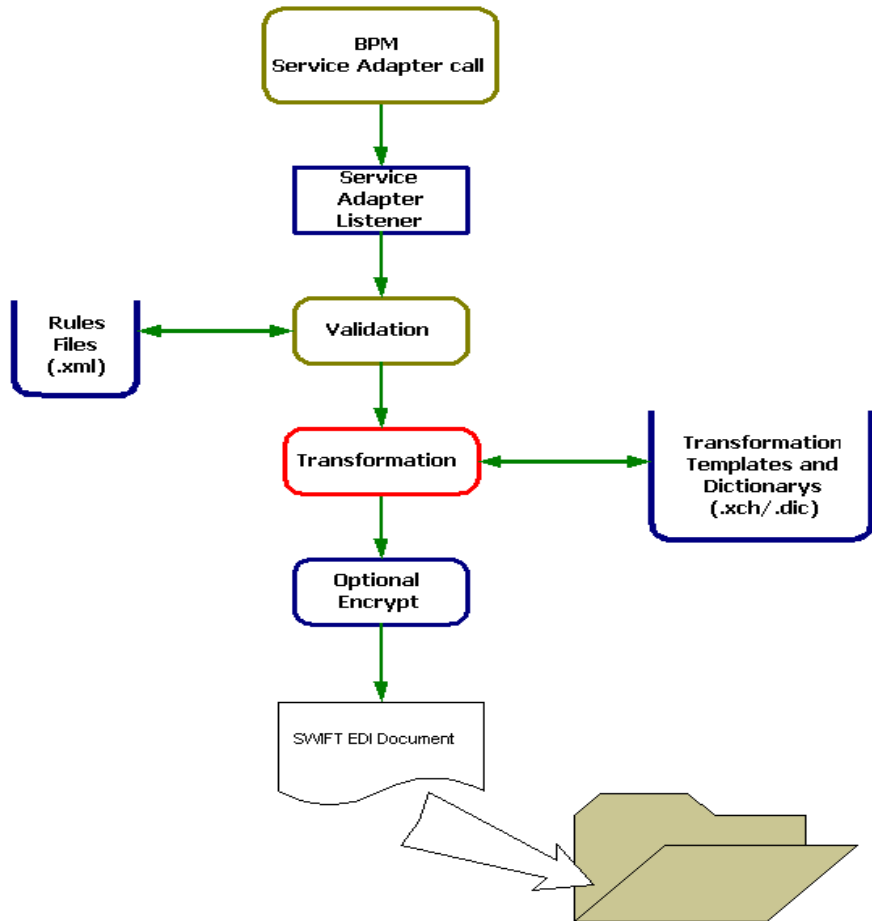 BPM
Service Adapter call
Service
Adapter
Listener
Rules
Files
(.xml)
Validation
Transformation
Transformation
Templates and
Dictionarys
(.xch/.dic)
Optional
Encrypt
SWIFT EDI Document